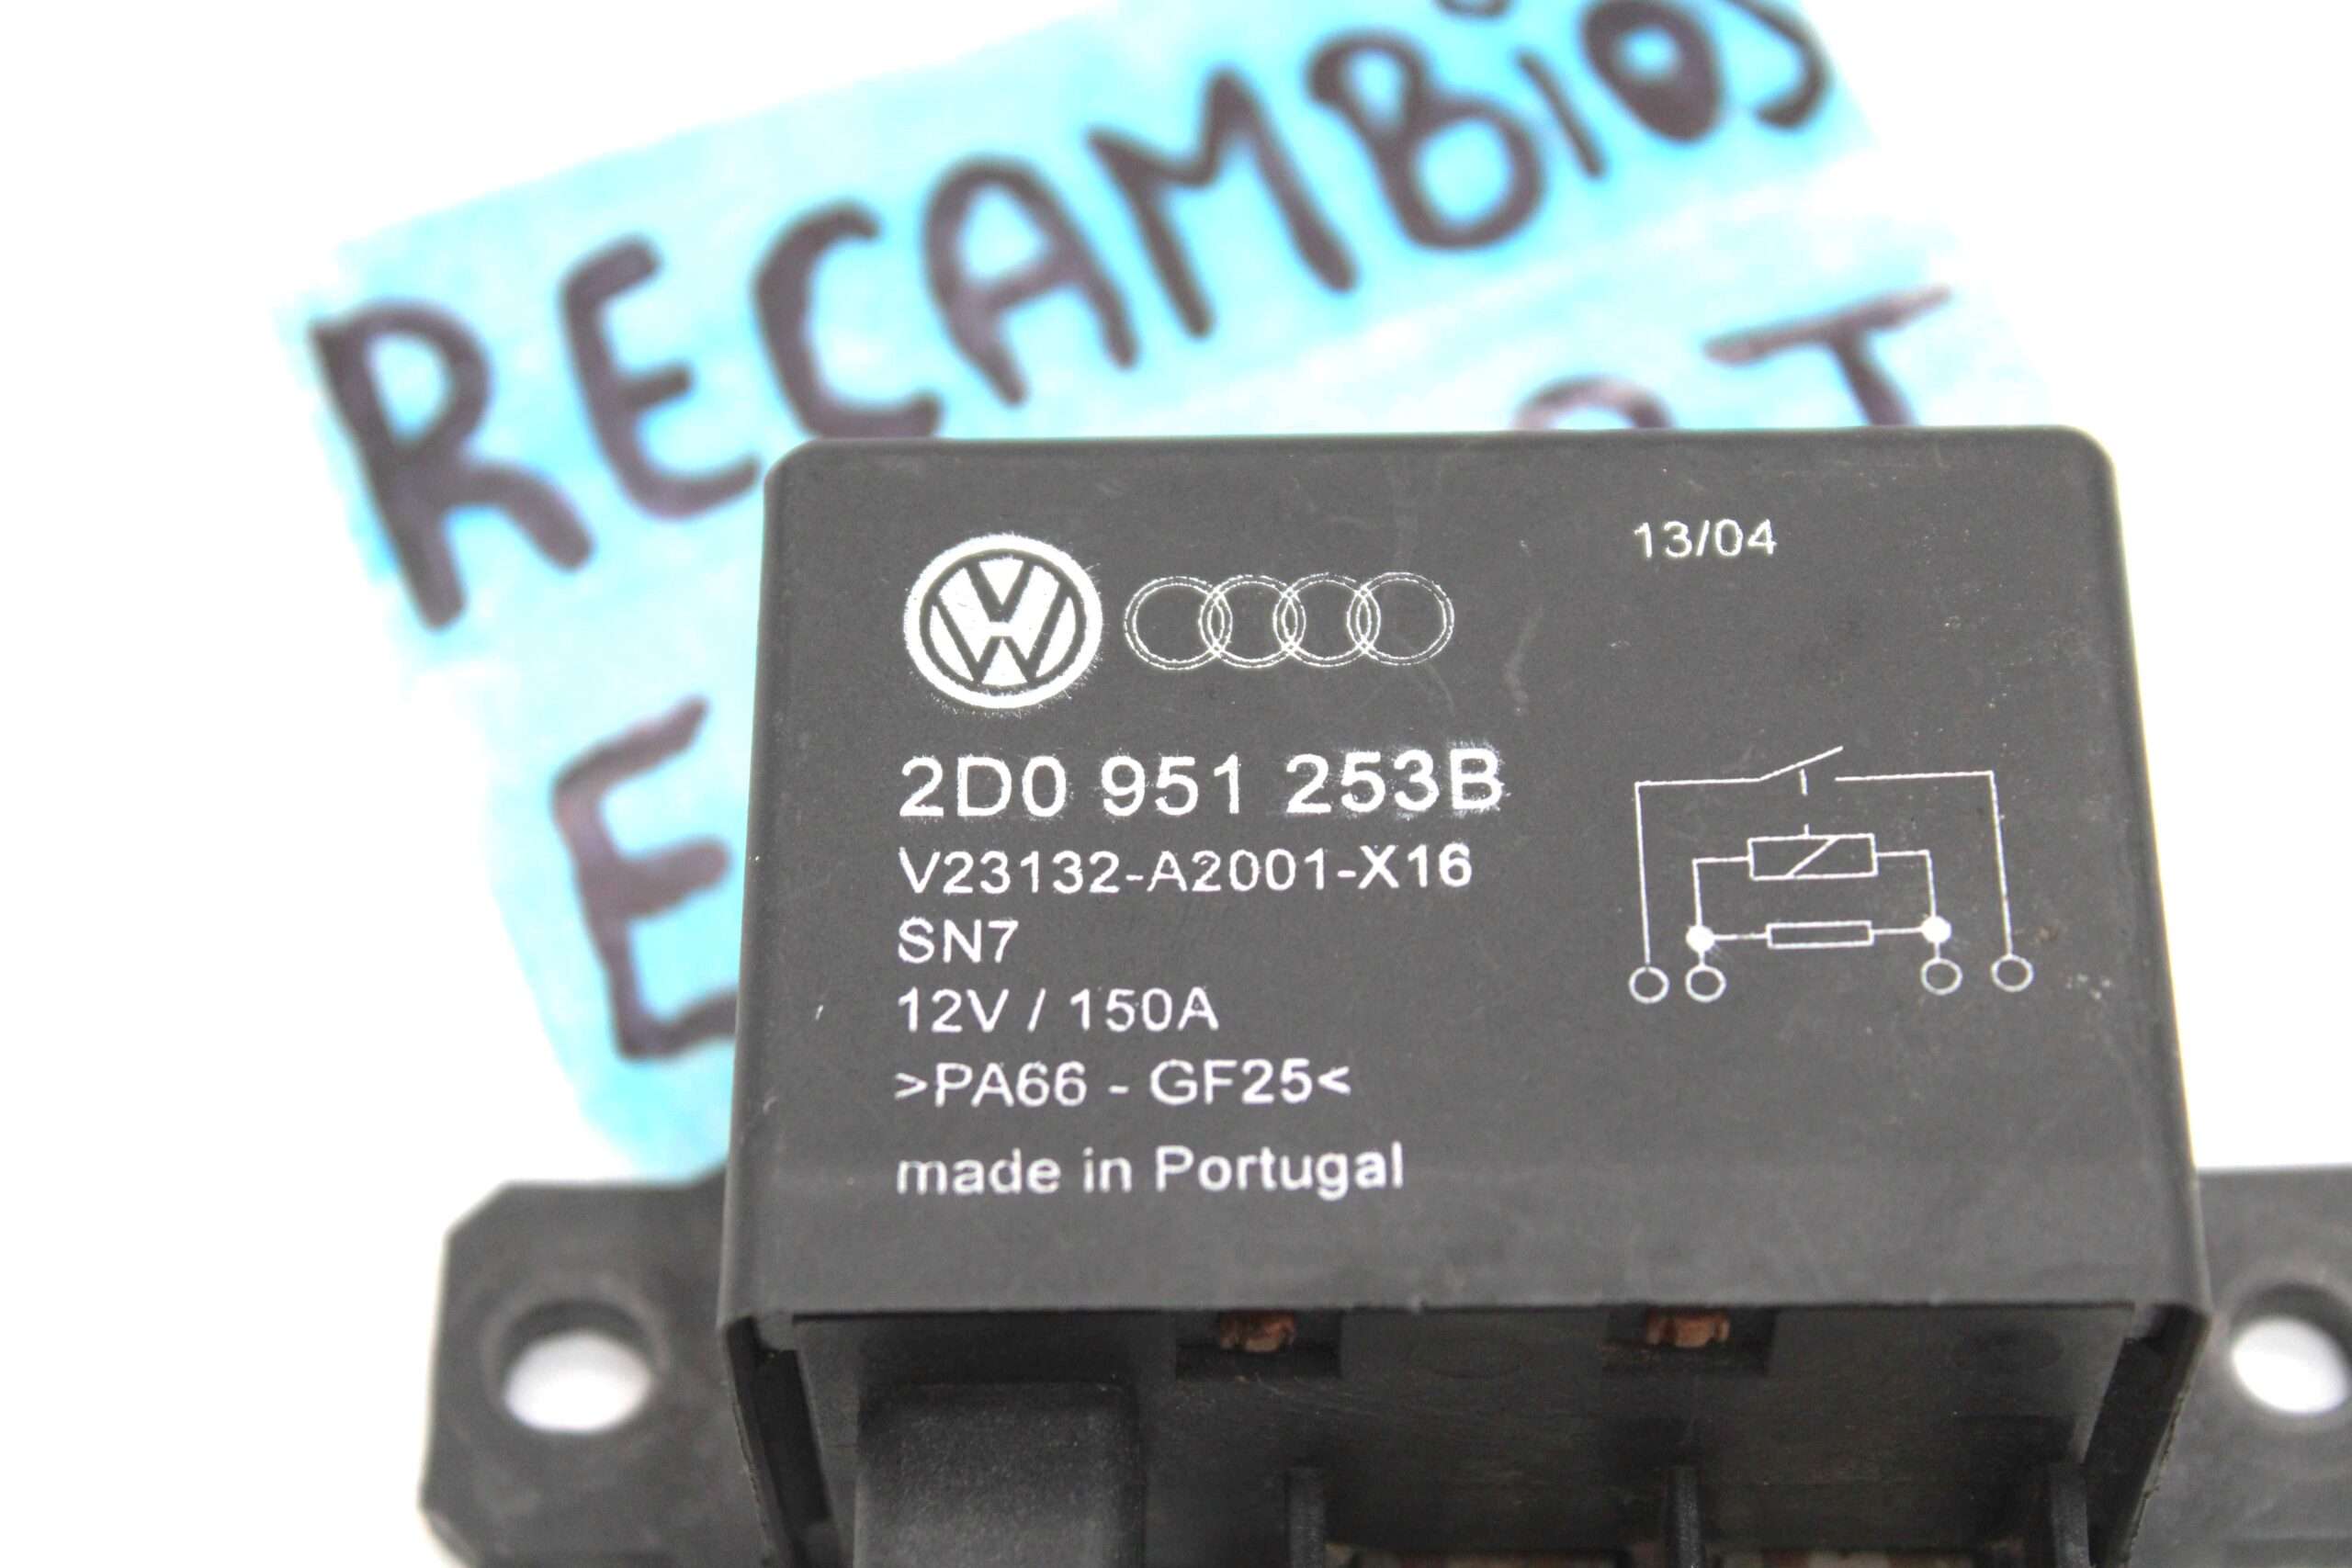 RECAMBiOS
13/04
2D0 951 253B
V23132-A2001-X16
SN7
12V / 150A
>PA66 - GF25<
made in Portugal